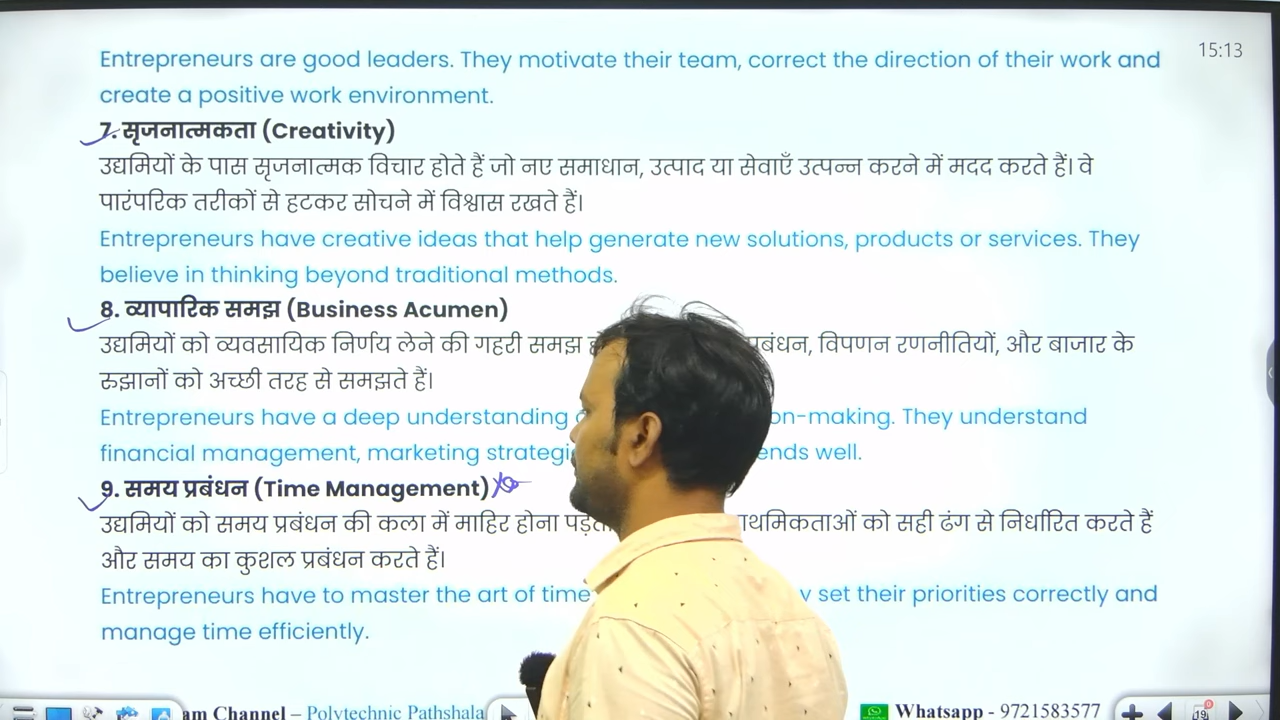 Entrepreneurs are good leaders. They motivate their team, correct the direction of their work and
15:13
create a positive work environment.
7. सृजनात्मकता (Creativity)
उद्यमियों के पास सृजनात्मक विचार होते हैं जो नए समाधान, उत्पाद या सेवाएँ उत्पन्न करने में मदद करते हैं। वे
पारंपरिक तरीकों से हटकर सोचने में विश्वास रखते हैं।
Entrepreneurs have creative ideas that help generate new solutions, products or services. They
believe in thinking beyond traditional methods.
8. व्यापारिक समझ (Business Acumen)
उद्यमियों को व्यवसायिक निर्णय लेने की गहरी समझ विपणन रणनीतियों, और बाजार के
रुझानों को अच्छी तरह से समझते हैं।
Entrepreneurs have a deep understanding on-making. They understand
financial management, marketing well.
9. समय प्रबंधन (Time Management)
उद्यमियों को समय प्रबंधन की कला में माहिर होना को सही ढंग से निर्धारित करते हैं
और समय का कुशल प्रबंधन करते हैं।
Entrepreneurs have to master the art of time set their priorities correctly and
manage time efficiently.
am Channel – Polytechnic Pathshala
Whatsapp - 9721583577
19